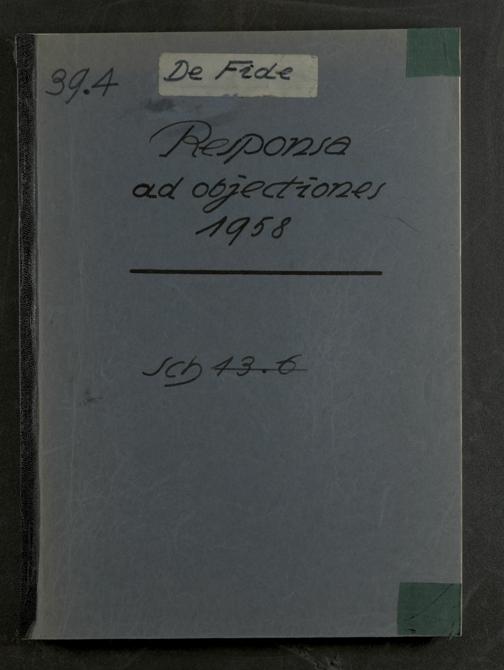 39.4
De Fide
Responsa
ad objectiones
1958
Sch 43.6